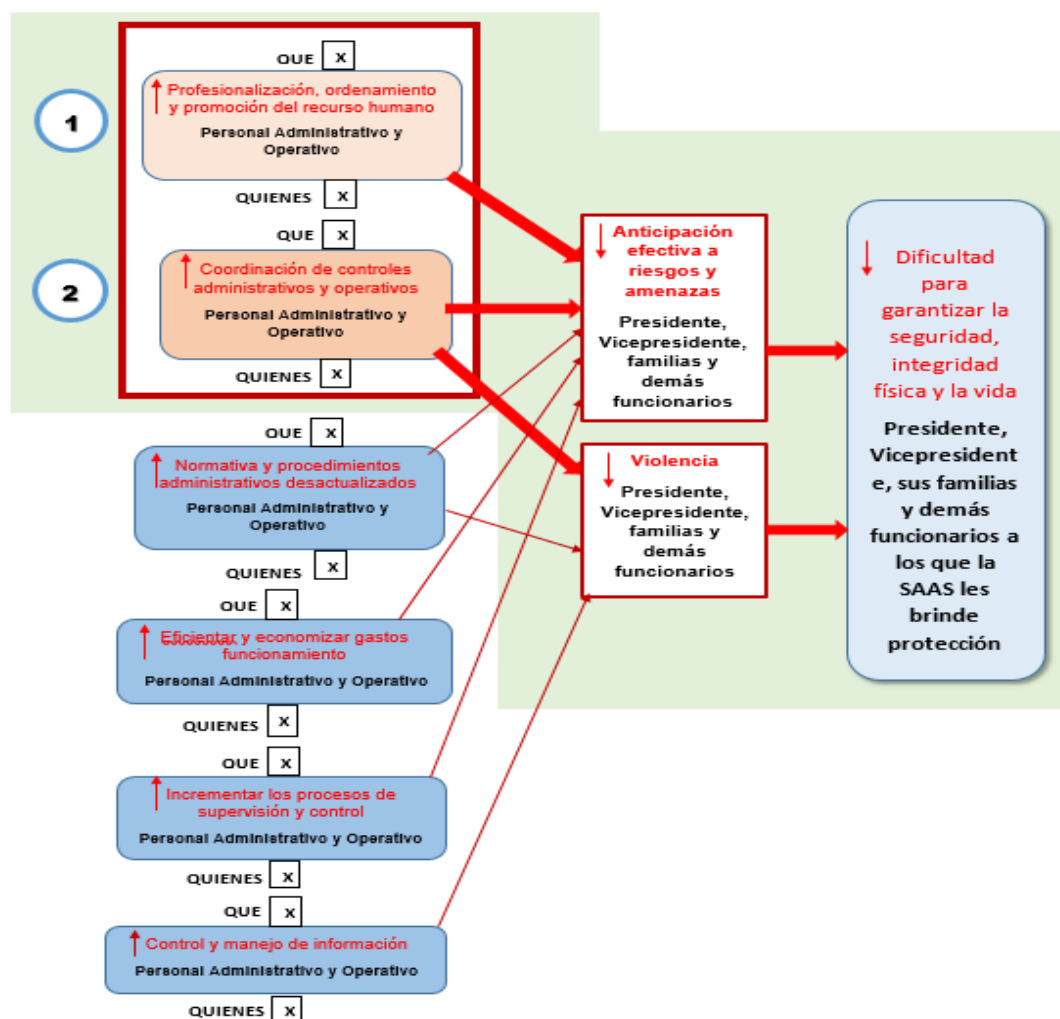 QUE x
↑ Profesionalización, ordenamiento
y promoción del recurso humano
Personal Administrativo y
Operativo
QUIENES x
1
QUE x
↑ Coordinación de controles
administrativos y operativos
Personal Administrativo y
Operativo
QUIENES x
2
QUE x
↑ Normativa y procedimientos
administrativos desactualizados
Personal Administrativo y
Operativo
QUIENES x
QUE x
↑ Eficientar y economizar gastos
funcionamiento
Personal Administrativo y Operativo
QUIENES x
QUE x
↑ Incrementar los procesos de
supervisión y control
Personal Administrativo y Operativo
QUIENES x
QUE x
↑ Control y manejo de información
Personal Administrativo y Operativo
QUIENES x
↓ Anticipación
efectiva a
riesgos y
amenazas
Presidente,
Vicepresidente,
familias y
demás
funcionarios
↓ Violencia
Presidente,
Vicepresidente,
familias y
demás
funcionarios
↓ Dificultad
para
garantizar la
seguridad,
integridad
física y la vida
Presidente,
Vicepresident
e, sus familias
y demás
funcionarios a
los que la
SAAS les
brinde
protección